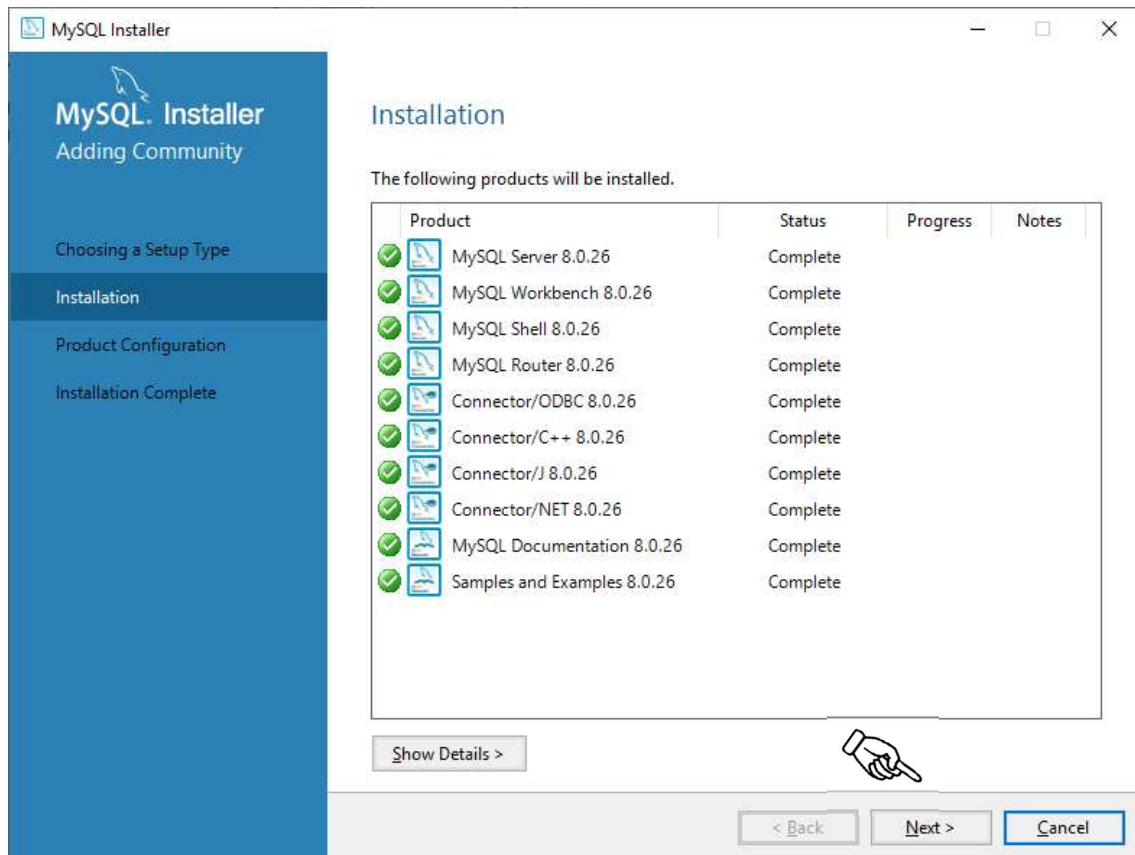 MySQL Installer
MySQL. Installer
Adding Community
Choosing a Setup Type
Installation
Product Configuration
Installation Complete
Installation
The following products will be installed.
Product Status Progress Notes
MySQL Server 8.0.26 Complete
MySQL Workbench 8.0.26 Complete
MySQL Shell 8.0.26 Complete
MySQL Router 8.0.26 Complete
Connector/ODBC 8.0.26 Complete
Connector/C++ 8.0.26 Complete
Connector/J 8.0.26 Complete
Connector/NET 8.0.26 Complete
MySQL Documentation 8.0.26 Complete
Samples and Examples 8.0.26 Complete
Show Details >
< Back Next > Cancel